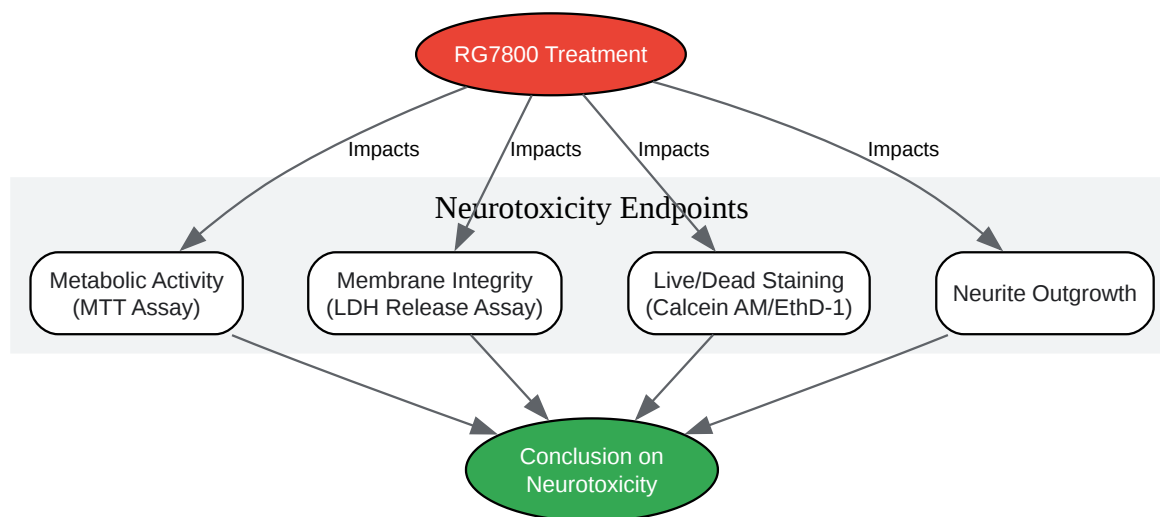 RG7800 Treatment
Impacts
Impacts
Impacts
Impacts
Neurotoxicity Endpoints
Metabolic Activity
(MTT Assay)
Membrane Integrity
(LDH Release Assay)
Live/Dead Staining
(Calcein AM/EthD-1)
Neurite Outgrowth
Conclusion on
Neurotoxicity